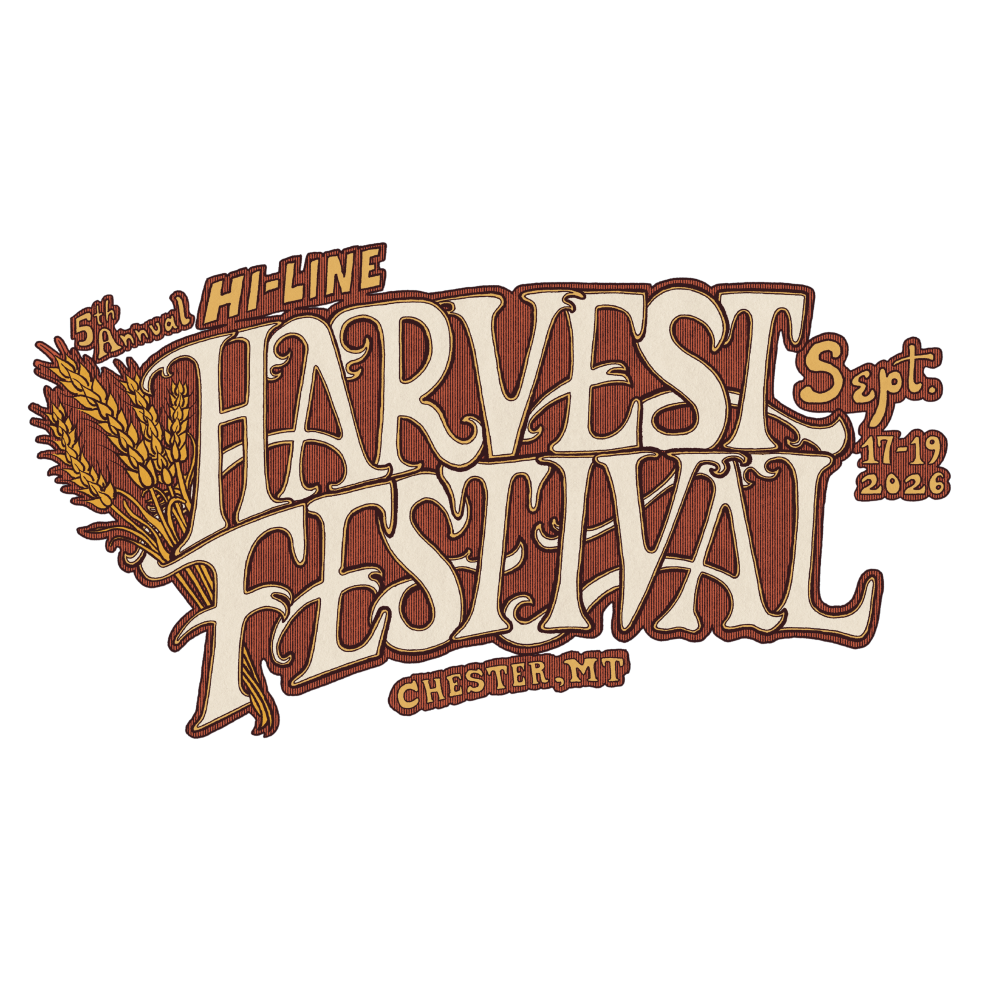 5th Annual
HI-LINE
HARVEST
FESTIVAL
Sept.
17-19
2026
CHESTER, MT